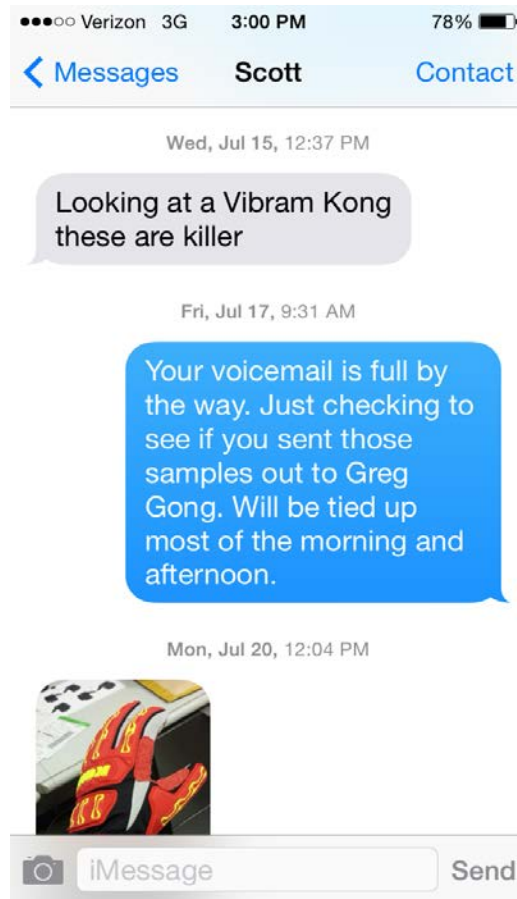 Verizon 3G 3:00 PM 78%
Messages Scott Contact
Wed, Jul 15, 12:37 PM
Looking at a Vibram Kong
these are killer
Fri, Jul 17, 9:31 AM
Your voicemail is full by
the way. Just checking to
see if you sent those
samples out to Greg
Gong. Will be tied up
most of the morning and
afternoon.
Mon, Jul 20, 12:04 PM
iMessage Send